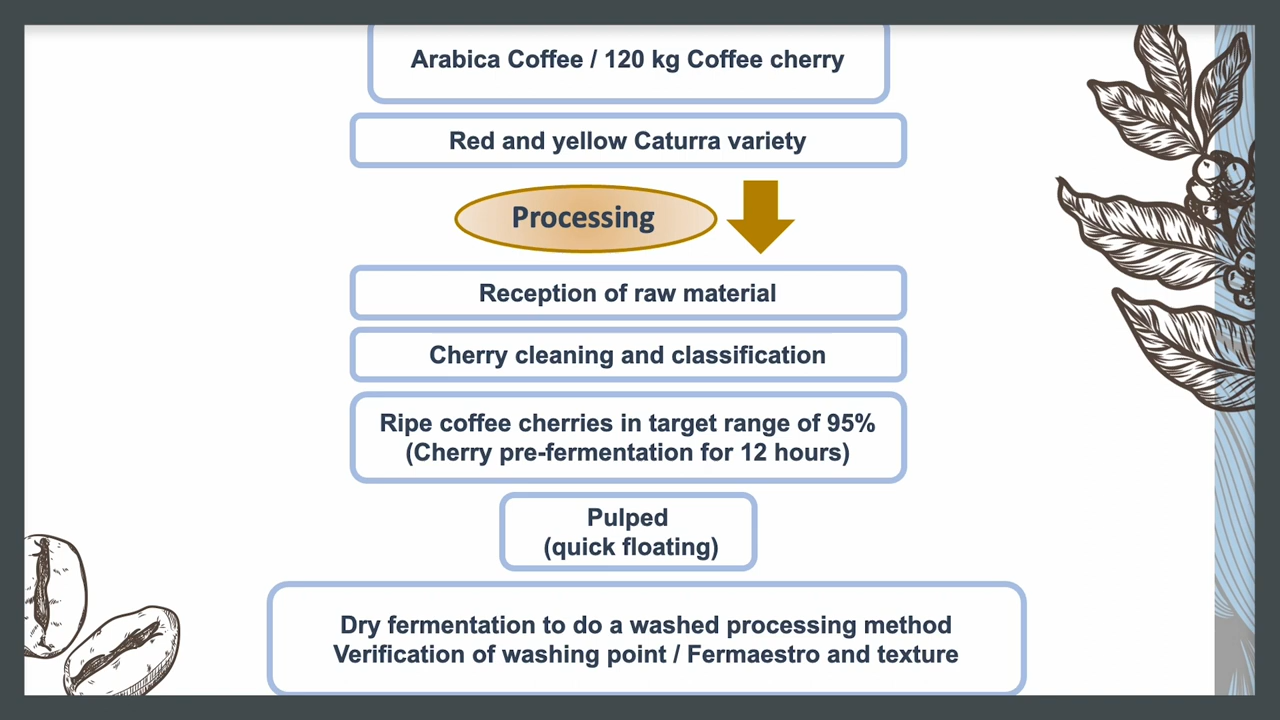 Arabica Coffee / 120 kg Coffee cherry
Red and yellow Caturra variety
Processing
Reception of raw material
Cherry cleaning and classification
Ripe coffee cherries in target range of 95%
(Cherry pre-fermentation for 12 hours)
Pulped
(quick floating)
Dry fermentation to do a washed processing method
Verification of washing point / Fermaestro and texture